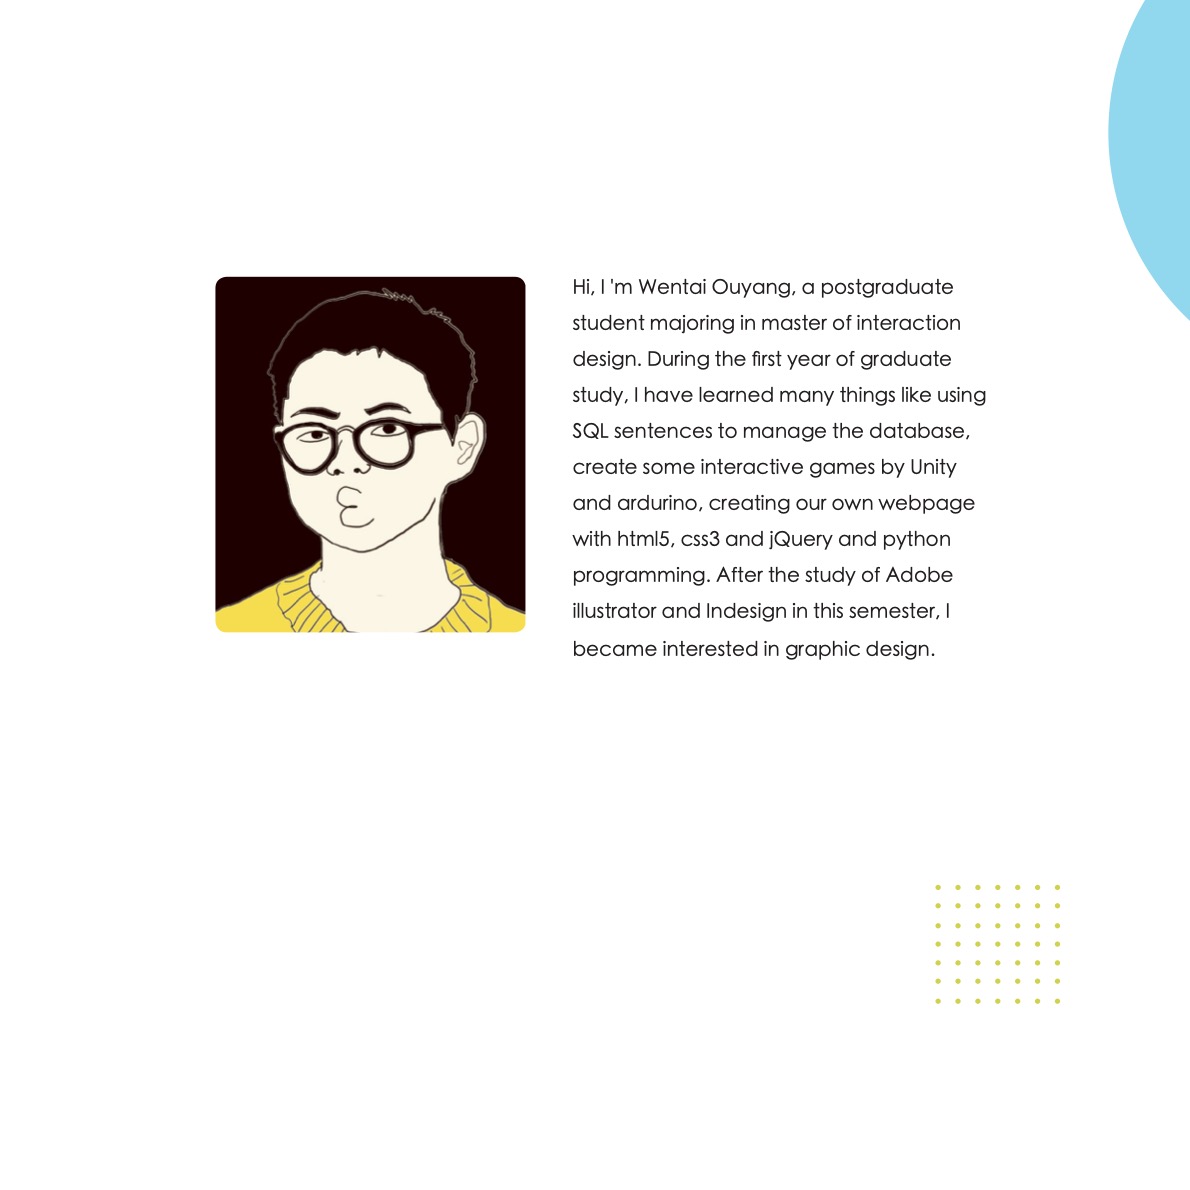 Hi, I 'm Wentai Ouyang, a postgraduate
student majoring in master of interaction
design. During the first year of graduate
study, I have learned many things like using
SQL sentences to manage the database,
create some interactive games by Unity
and ardurino, creating our own webpage
with html5, css3 and jQuery and python
programming. After the study of Adobe
illustrator and Indesign in this semester, I
became interested in graphic design.